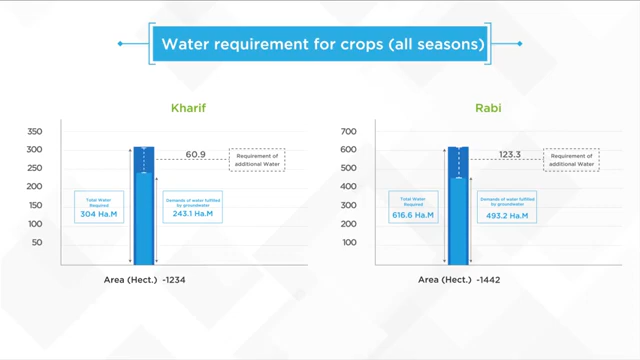 Water requirement for crops (all seasons)
Kharif
350
300
250
200
150
100
50
60.9
Requirement of
additional Water
Total Water
Required
304 Ha.M
Demands of water fulfilled
by groundwater
243.1 Ha.M
Area (Hect.) -1234
Rabi
700
600
500
400
300
200
100
123.3
Requirement of
additional Water
Total Water
Required
616.6 Ha.M
Demands of water fulfilled
by groundwater
493.2 Ha.M
Area (Hect.) -1442